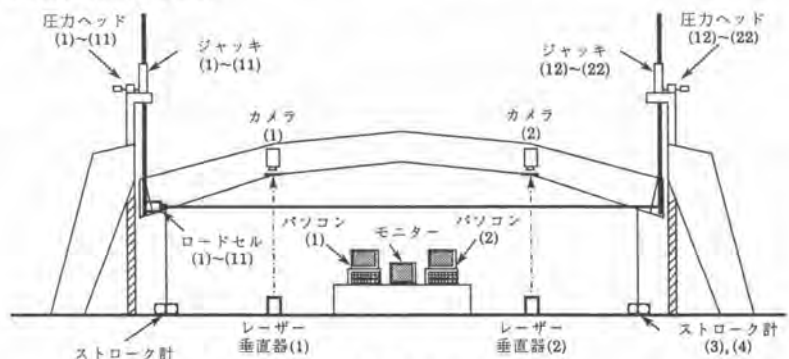 圧力ヘッド
(1)~(11)
ジャッキ
(1)~(11)
ジャッキ
(12)~(22)
圧力ヘッド
(12)~(22)
カメラ
(1)
カメラ
(2)
ロードセル
(1)~(11)
パソコン
(1)
モニター
パソコン
(2)
ストローク計
レーザー
垂直器(1)
レーザー
垂直器(2)
ストローク計
(3), (4)